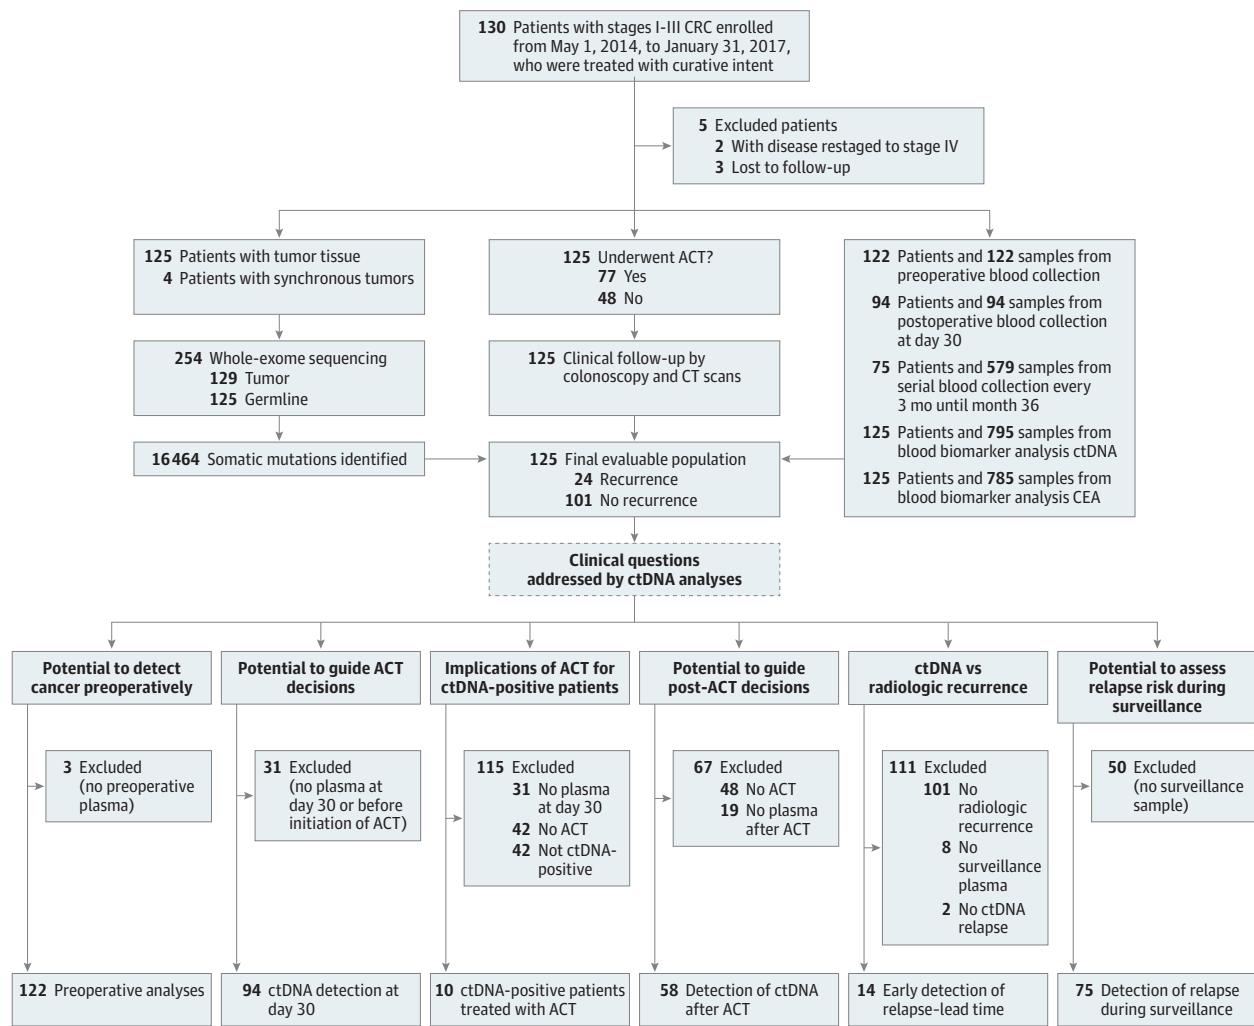 130 Patients with stages I-III CRC enrolled
from May 1, 2014, to January 31, 2017,
who were treated with curative intent
5 Excluded patients
2 With disease restaged to stage IV
3 Lost to follow-up
125 Patients with tumor tissue
4 Patients with synchronous tumors
125 Underwent ACT?
77 Yes
48 No
122 Patients and 122 samples from
preoperative blood collection
94 Patients and 94 samples from
postoperative blood collection
at day 30
75 Patients and 579 samples from
serial blood collection every
3 mo until month 36
125 Patients and 795 samples from
blood biomarker analysis ctDNA
125 Patients and 785 samples from
blood biomarker analysis CEA
254 Whole-exome sequencing
129 Tumor
125 Germline
125 Clinical follow-up by
colonoscopy and CT scans
16 464 Somatic mutations identified
125 Final evaluable population
24 Recurrence
101 No recurrence
Clinical questions
addressed by ctDNA analyses
Potential to detect
cancer preoperatively
Potential to guide ACT
decisions
Implications of ACT for
ctDNA-positive patients
Potential to guide
post-ACT decisions
ctDNA vs
radiologic recurrence
Potential to assess
relapse risk during
surveillance
3 Excluded
(no preoperative
plasma)
31 Excluded
(no plasma at
day 30 or before
initiation of ACT)
115 Excluded
31 No plasma
at day 30
42 No ACT
42 Not ctDNA-
positive
67 Excluded
48 No ACT
19 No plasma
after ACT
111 Excluded
101 No
radiologic
recurrence
8 No
surveillance
plasma
2 No ctDNA
relapse
50 Excluded
(no surveillance
sample)
122 Preoperative analyses
94 ctDNA detection at
day 30
10 ctDNA-positive patients
treated with ACT
58 Detection of ctDNA
after ACT
14 Early detection of
relapse-lead time
75 Detection of relapse
during surveillance